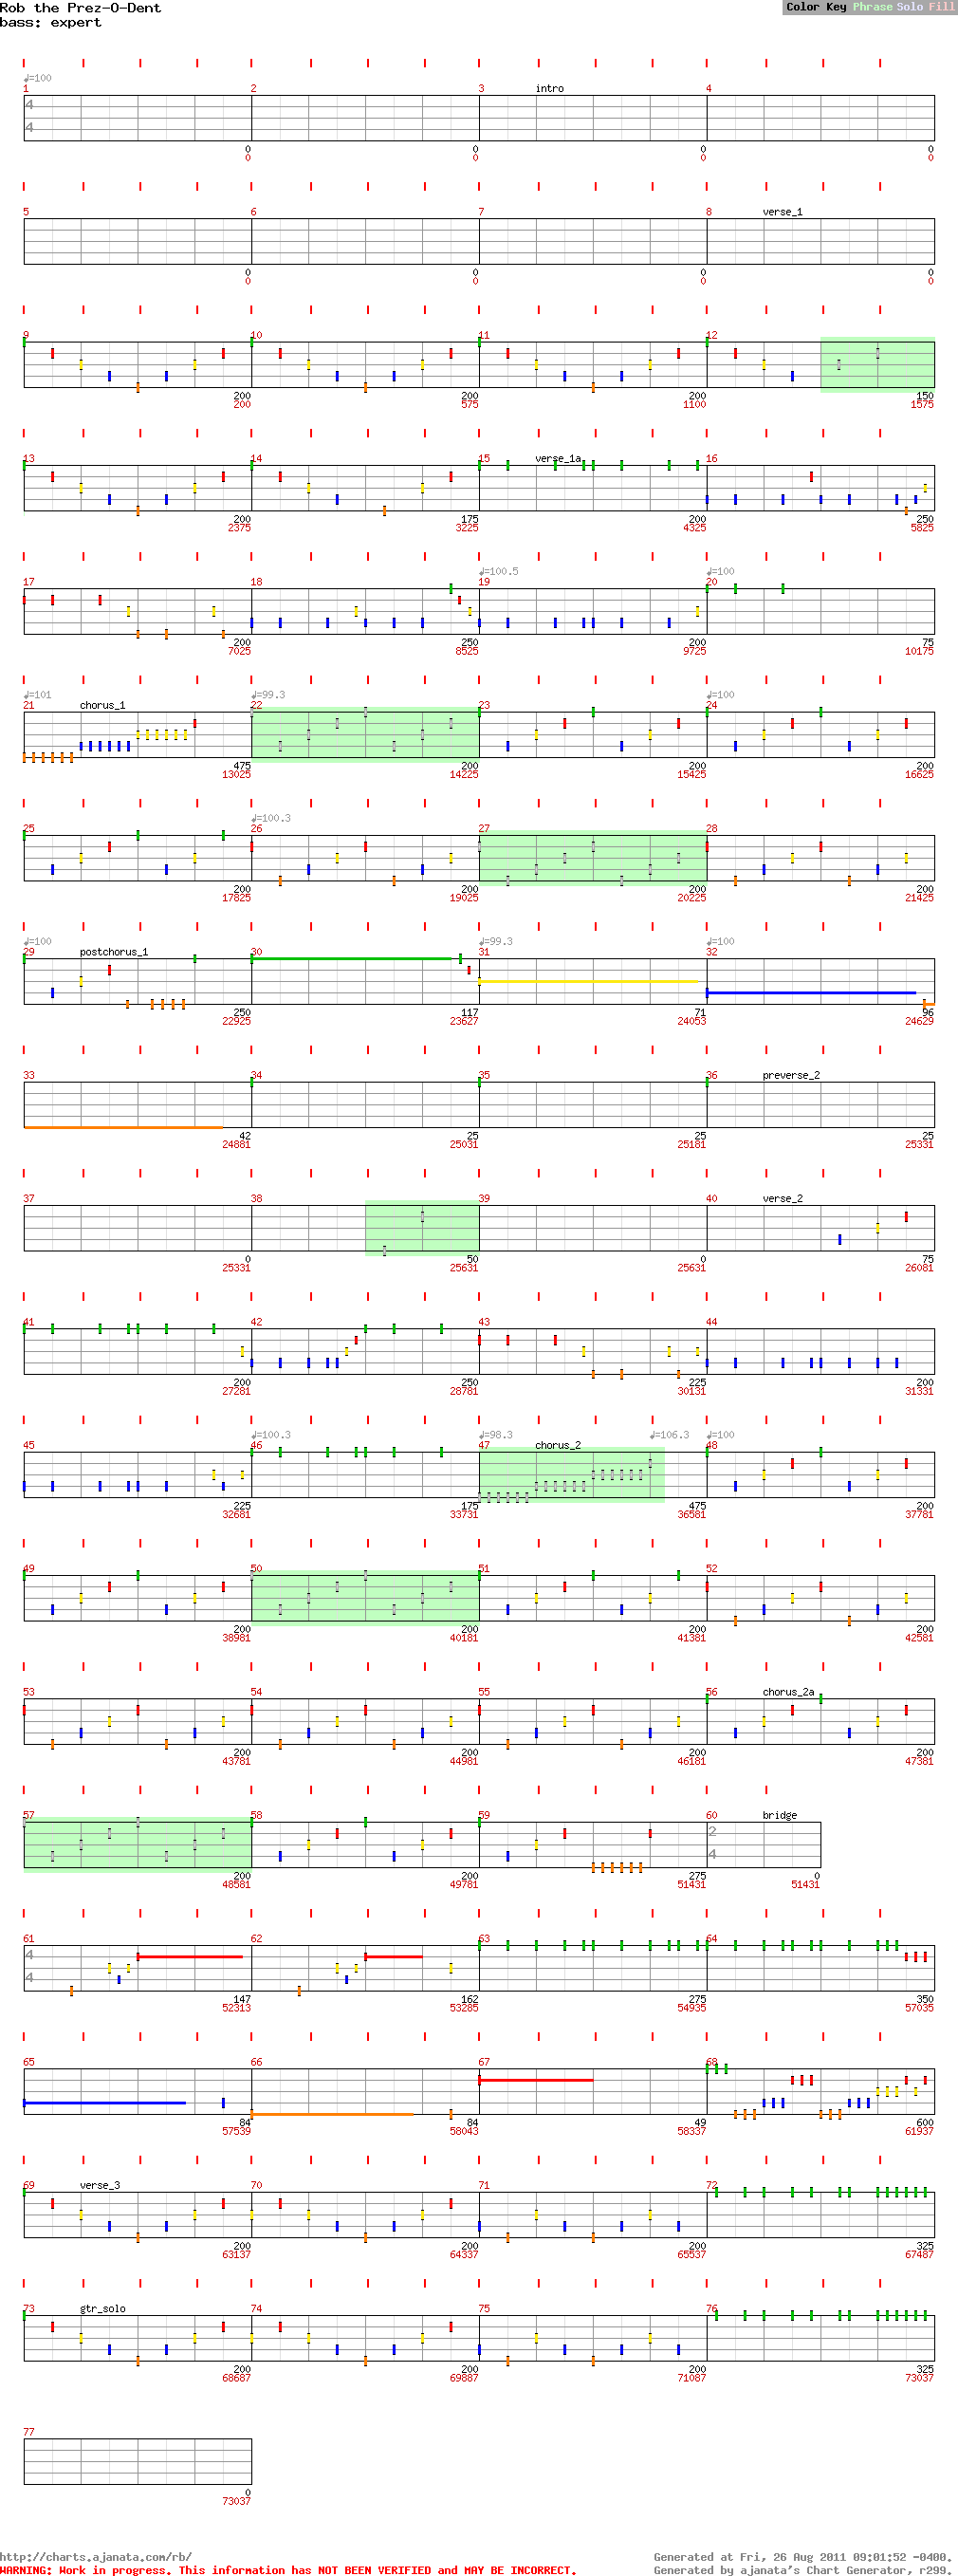 Rob the Prez-O-Dent
bass: expert
Color Key Phrase Solo Fill
♩=100
1 2 3 intro 4
4
4
0 0 0 0
0 0 0 0
5 6 7 8 verse_1
0 0 0 0
0 0 0 0
9 10 11 12
200 200 200 150
200 575 1100 1575
13 14 15 verse_1a 16
200 175 200 250
2375 3225 4325 5825
♩=100.5 ♩=100
17 18 19 20
200 250 200 75
7025 8525 9725 10175
♩=101 ♩=99.3 ♩=100
21 chorus_1 22 23 24
475 200 200 200
13025 14225 15425 16625
♩=100.3
25 26 27 28
200 200 200 200
17825 19025 20225 21425
♩=100 ♩=99.3 ♩=100
29 postchorus_1 30 31 32
250 117 71 96
22925 23627 24053 24629
33 34 35 36 preverse_2
42 25 25 25
24881 25031 25181 25331
37 38 39 40 verse_2
0 50 0 75
25331 25631 25631 26081
41 42 43 44
200 250 225 200
27281 28781 30131 31331
♩=100.3 ♩=98.3 ♩=106.3 ♩=100
45 46 47 chorus_2 48
225 175 475 200
32681 33731 36581 37781
49 50 51 52
200 200 200 200
38981 40181 41381 42581
53 54 55 56 chorus_2a
200 200 200 200
43781 44981 46181 47381
57 58 59 60 bridge
2
4
200 200 275 0
48581 49781 51431 51431
61 62 63 64
4
4
147 162 275 350
52313 53285 54935 57035
65 66 67 68
84 84 49 600
57539 58043 58337 61937
69 verse_3 70 71 72
200 200 200 325
63137 64337 65537 67487
73 gtr_solo 74 75 76
200 200 200 325
68687 69887 71087 73037
77
0
73037
http://charts.ajanata.com/rb/ Generated at Fri, 26 Aug 2011 09:01:52 -0400.
WARNING: Work in progress. This information has NOT BEEN VERIFIED and MAY BE INCORRECT. Generated by ajanata's Chart Generator, r299.